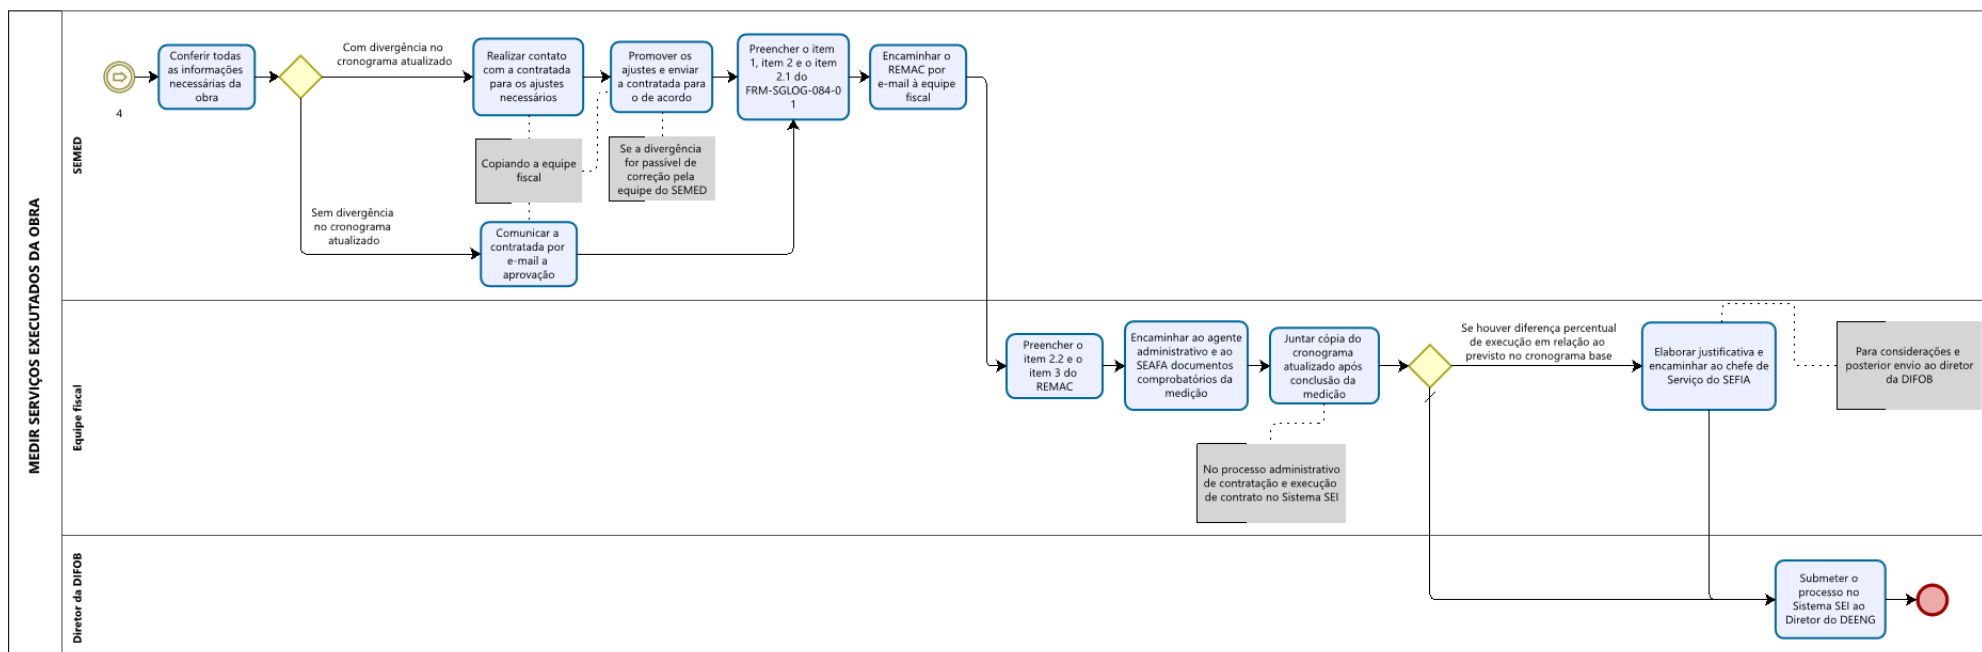 MEDIR SERVIÇOS EXECUTADOS DA OBRA
SEMED
4
Conferir todas
as informações
necessárias da
obra
Com divergência no
cronograma atualizado
Realizar contato
com a contratada
para os ajustes
necessários
Promover os
ajustes e enviar
a contratada para
o de acordo
Preencher o item
1, item 2 e o item
2.1 do
FRM-SGLOG-084-0
1
Encaminhar o
REMAC por
e-mail à equipe
fiscal
Copiando a equipe
fiscal
Se a divergência
for passível de
correção pela
equipe do SEMED
Sem divergência
no cronograma
atualizado
Comunicar a
contratada por
e-mail a
aprovação
Equipe fiscal
Preencher o
item 2.2 e o
item 3 do
REMAC
Encaminhar ao agente
administrativo e ao
SEAFA documentos
comprobatórios da
medição
Juntar cópia do
cronograma
atualizado após
conclusão da
medição
Se houver diferença percentual
de execução em relação ao
previsto no cronograma base
Elaborar justificativa e
encaminhar ao chefe de
Serviço do SEFIA
Para considerações e
posterior envio ao diretor
da DIFOB
No processo administrativo
de contratação e execução
de contrato no Sistema SEI
Diretor da DIFOB
Submeter o
processo no
Sistema SEI ao
Diretor do DEENG